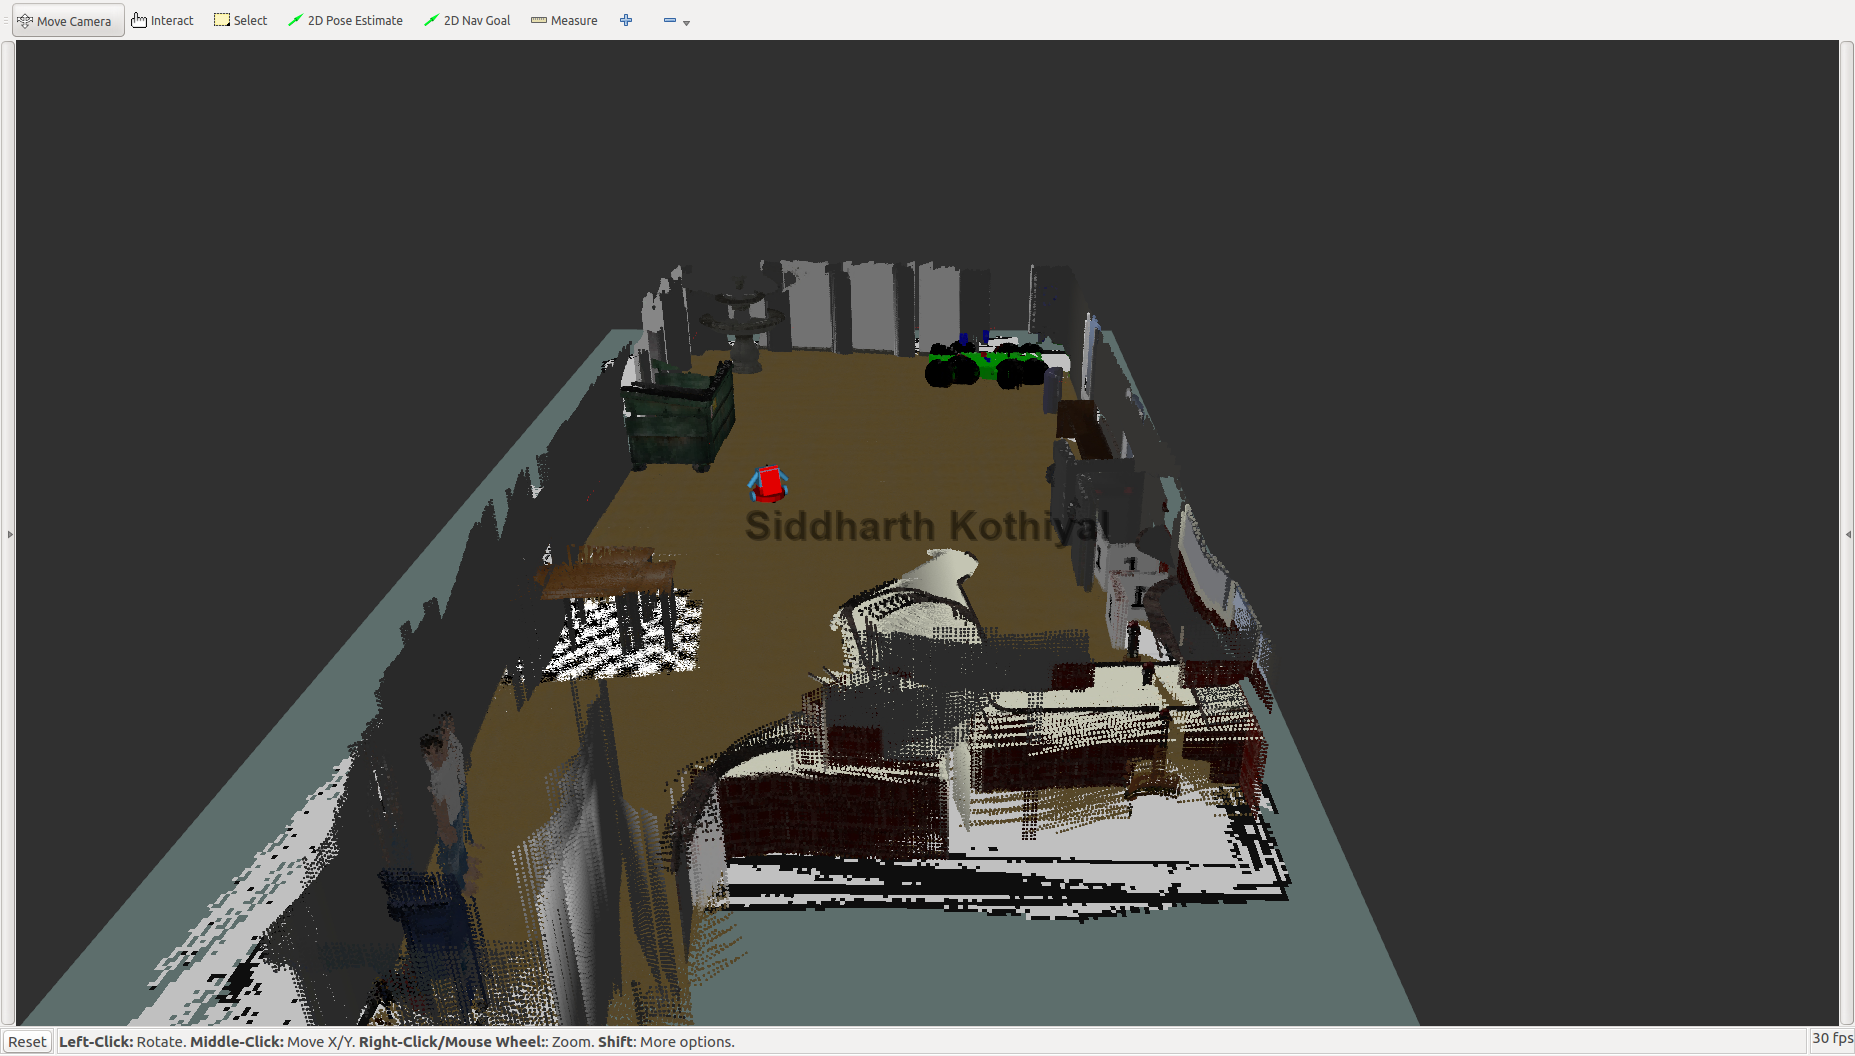 Move Camera Interact Select 2D Pose Estimate 2D Nav Goal Measure
Siddharth Kothiyal
Reset Left-Click: Rotate. Middle-Click: Move X/Y. Right-Click/Mouse Wheel:: Zoom. Shift: More options. 30 fps